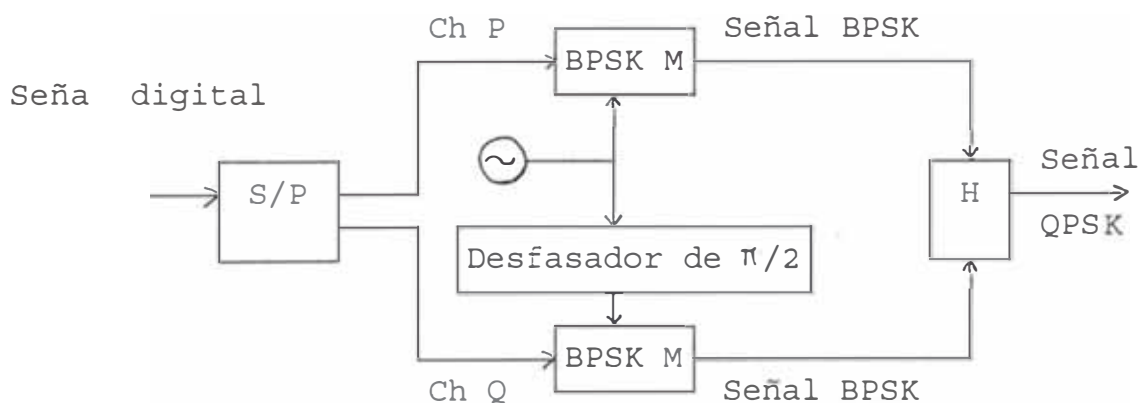 Ch P
Señal BPSK
BPSK M
Seña digital
S/P
H
Señal
QPSK
Desfasador de π/2
BPSK M
Ch Q
Señal BPSK